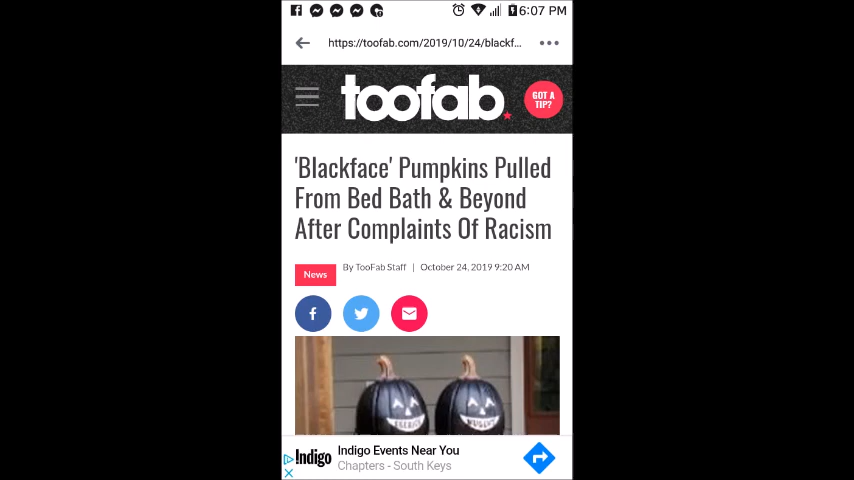 6:07 PM
https://toofab.com/2019/10/24/blackf...
toofab
GOT A
TIP?
'Blackface' Pumpkins Pulled
From Bed Bath & Beyond
After Complaints Of Racism
News
By TooFab Staff | October 24, 2019 9:20 AM
!ndigo
Indigo Events Near You
Chapters - South Keys